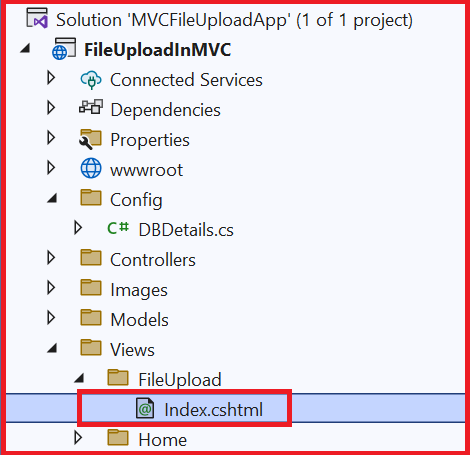 Solution 'MVCFileUploadApp' (1 of 1 project)
FileUploadInMVC
Connected Services
Dependencies
Properties
wwwroot
Config
C# DBDetails.cs
Controllers
Images
Models
Views
FileUpload
@ Index.cshtml
Home